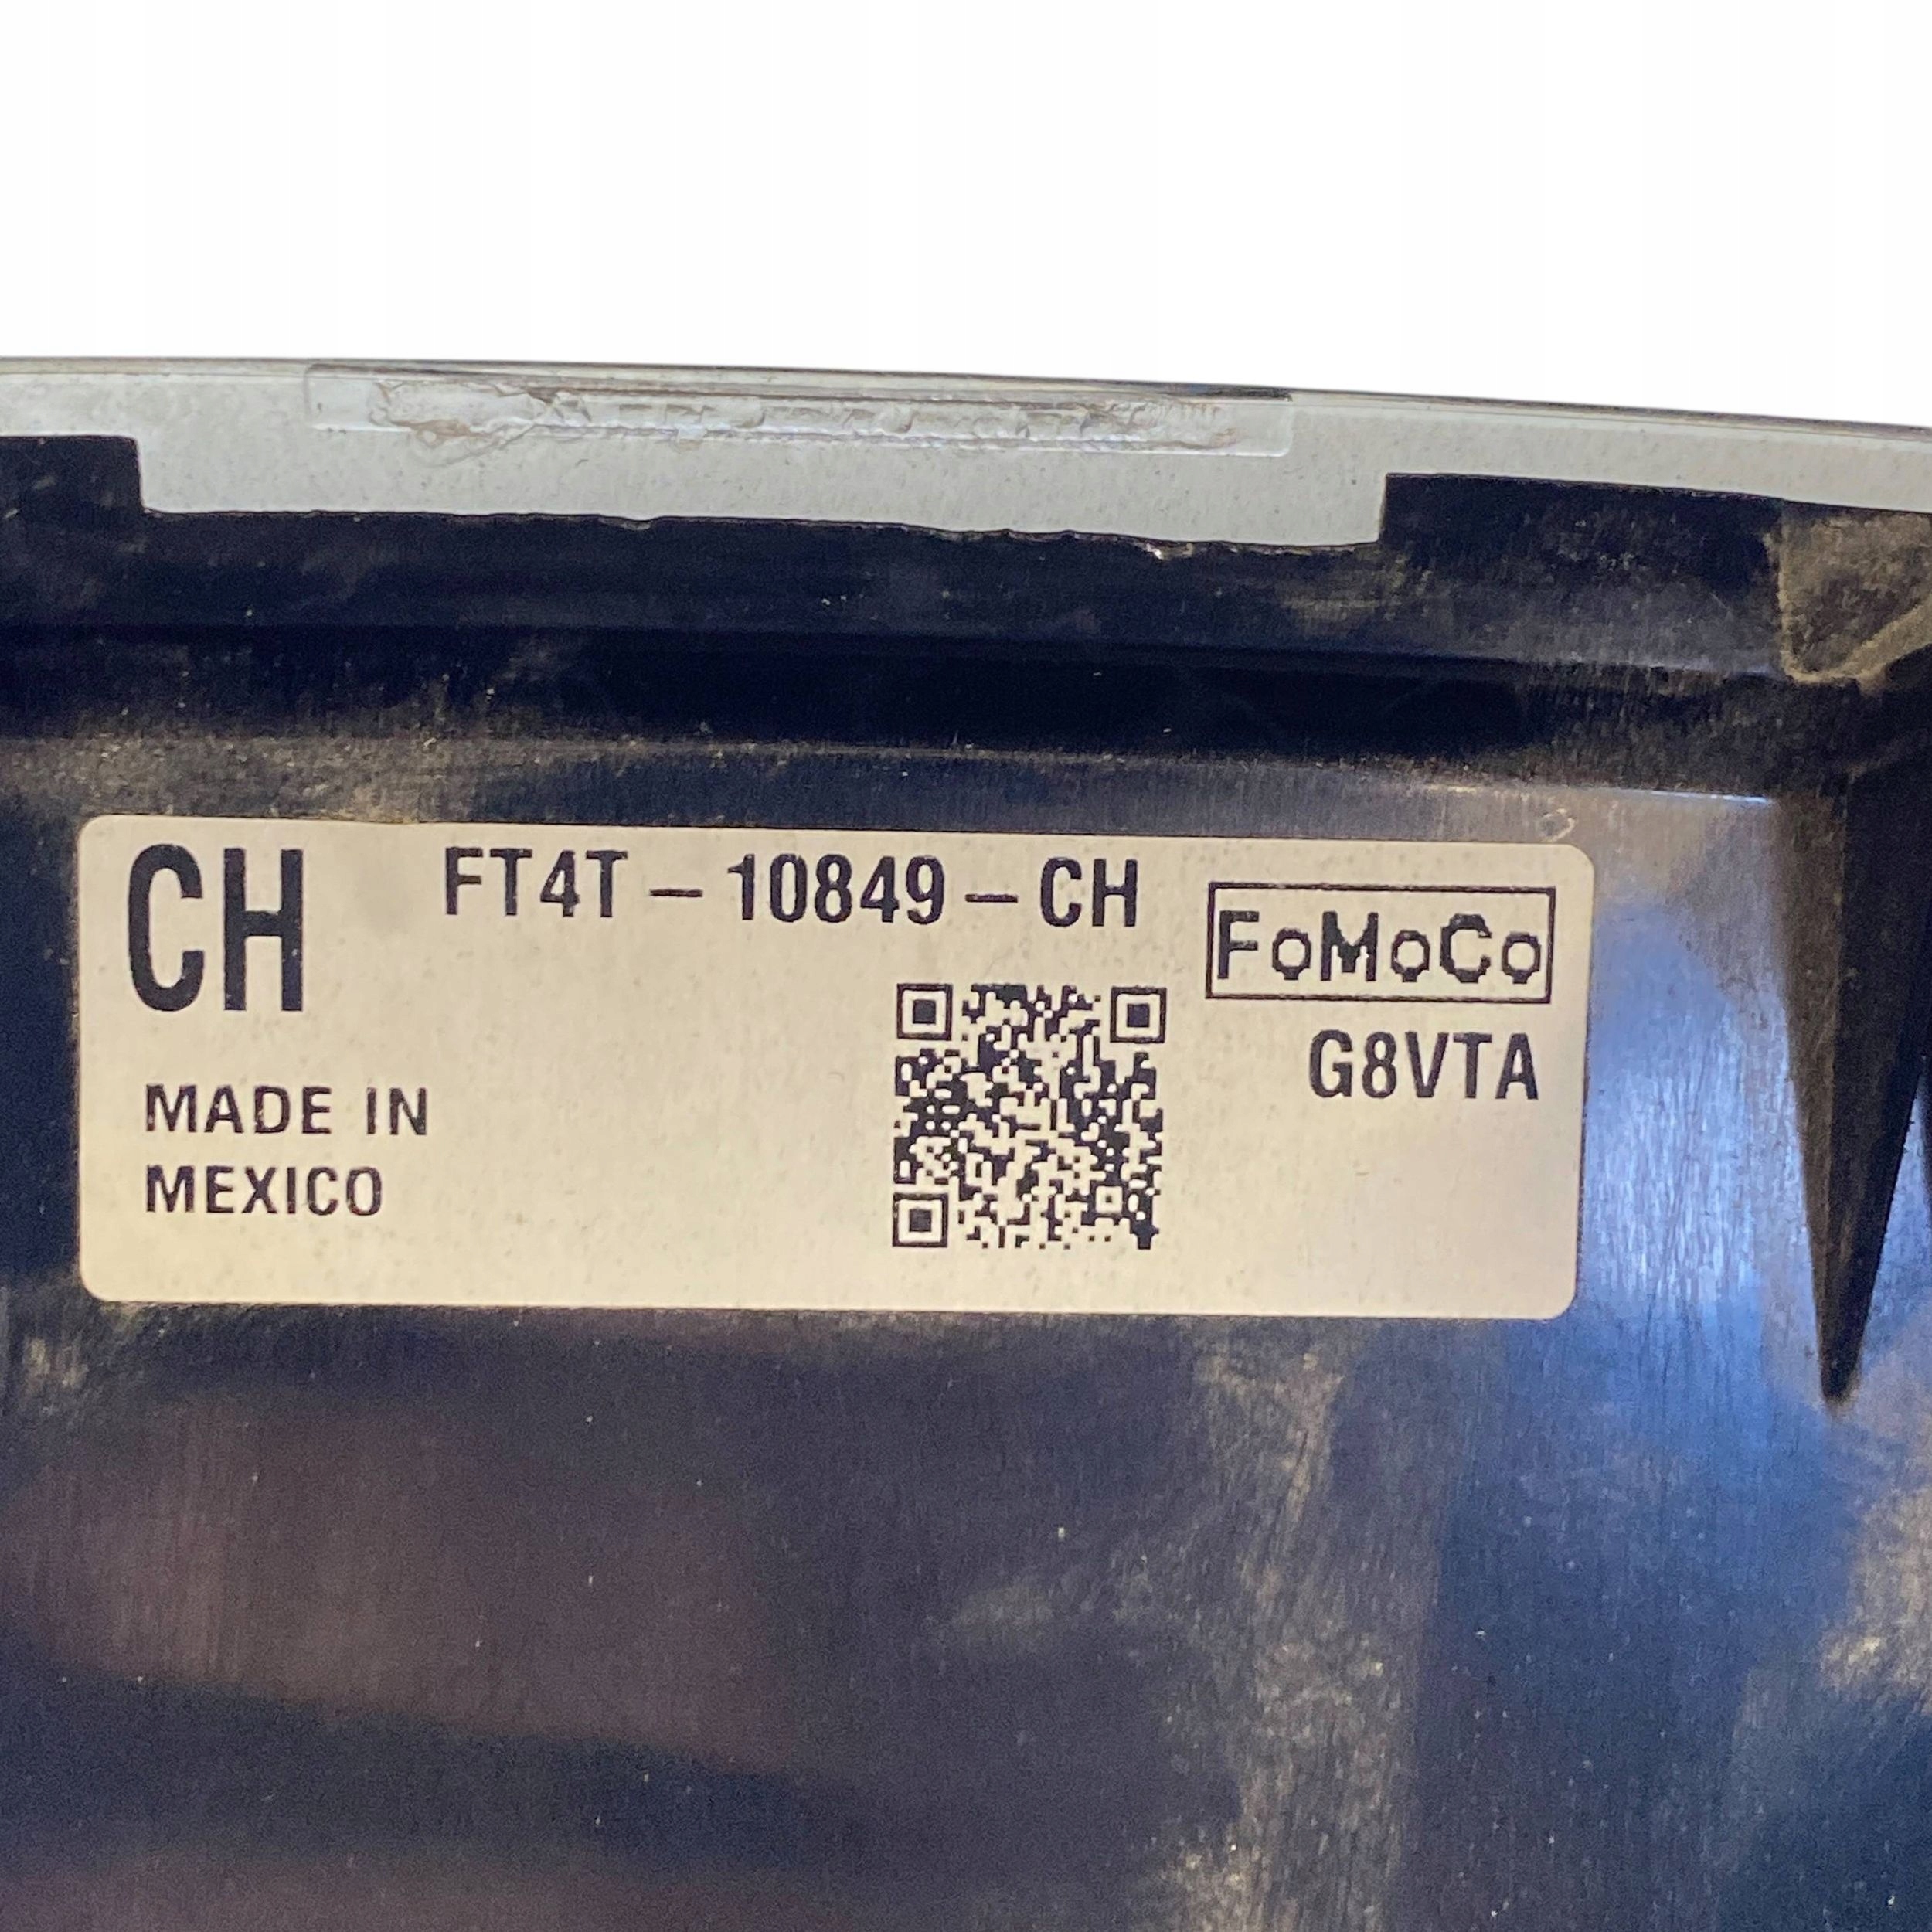 CH FT4T-10849-CH
FoMoCo
G8VTA
MADE IN
MEXICO